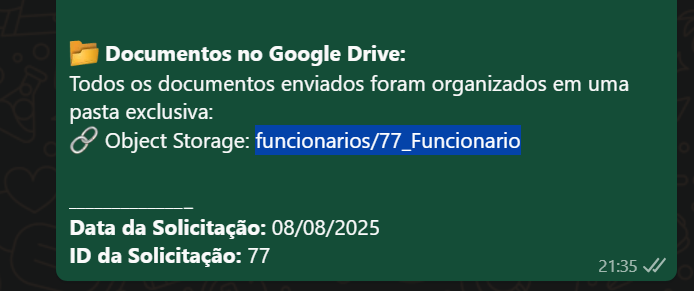 📂 Documentos no Google Drive:
Todos os documentos enviados foram organizados em uma
pasta exclusiva:
🔗 Object Storage: funcionarios/77_Funcionario
_____________
Data da Solicitação: 08/08/2025
ID da Solicitação: 77
21:35